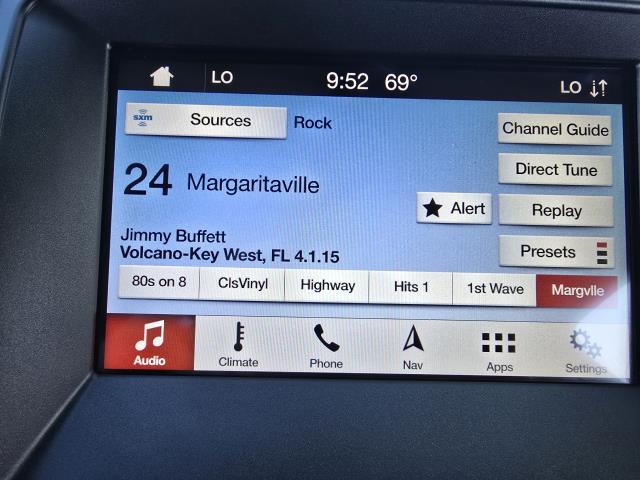 LO 9:52 69° LO
sxm Sources Rock Channel Guide
Direct Tune
24 Margaritaville
Alert Replay
Jimmy Buffett
Volcano-Key West, FL 4.1.15 Presets
80s on 8 ClsVinyl Highway Hits 1 1st Wave Margvlle
Audio Climate Phone Nav Apps Settings